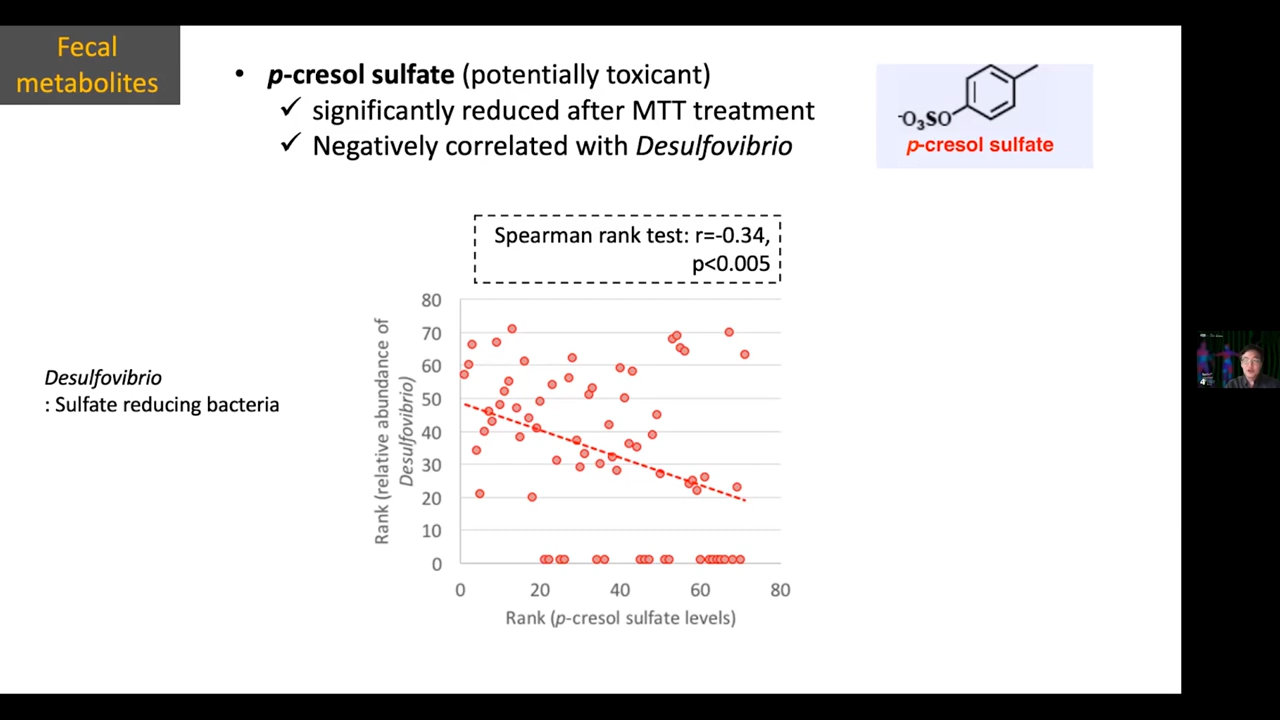 Fecal
metabolites
• p-cresol sulfate (potentially toxicant)
✓ significantly reduced after MTT treatment
✓ Negatively correlated with Desulfovibrio
⁻O₃SO
p-cresol sulfate
Spearman rank test: r=-0.34,
p<0.005
Desulfovibrio
: Sulfate reducing bacteria
Rank (relative abundance of
Desulfovibrio)
80
70
60
50
40
30
20
10
0
0 20 40 60 80
Rank (p-cresol sulfate levels)